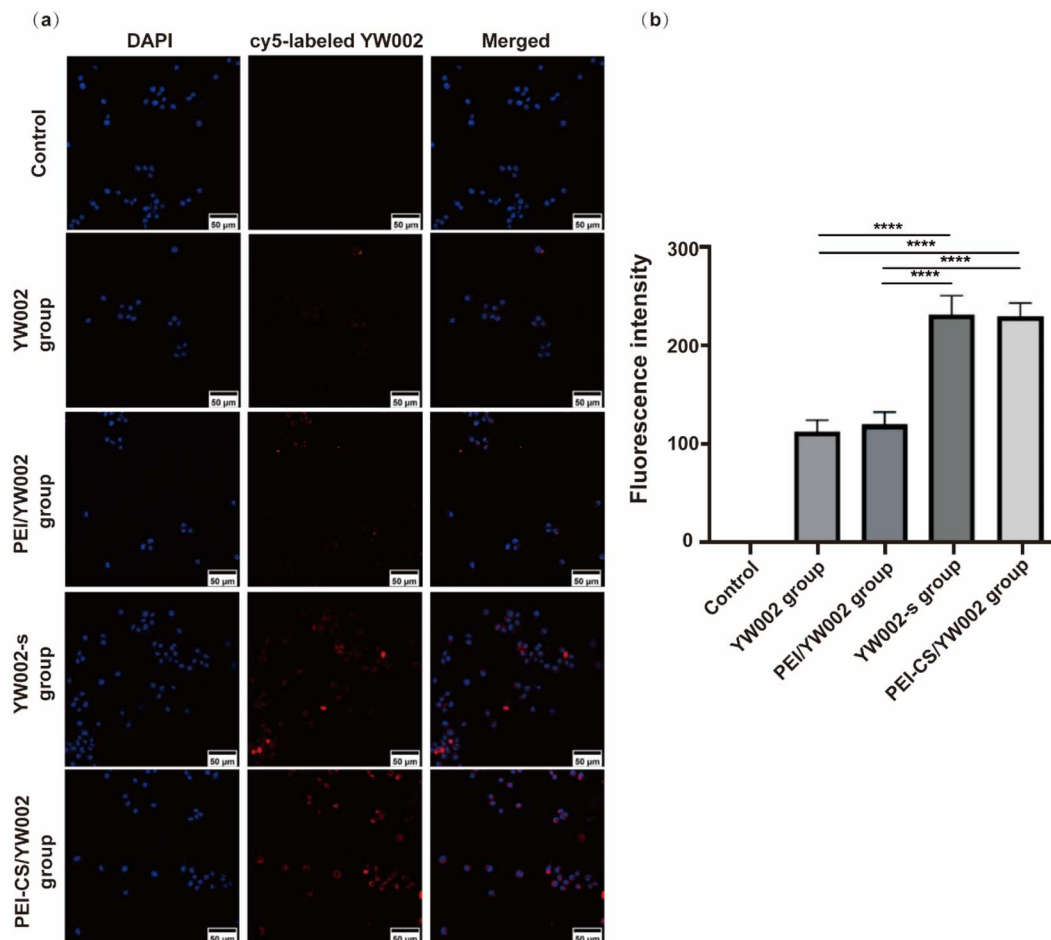 (a)
DAPI
cy5-labeled YW002
Merged
Control
50 µm
50 µm
50 µm
YW002
group
50 µm
50 µm
50 µm
PEI/YW002
group
50 µm
50 µm
50 µm
YW002-s
group
50 µm
50 µm
50 µm
PEI-CS/YW002
group
50 µm
50 µm
50 µm
(b)
Fluorescence intensity
300
200
100
0
****
****
****
****
Control
YW002 group
PEI/YW002 group
YW002-s group
PEI-CS/YW002 group